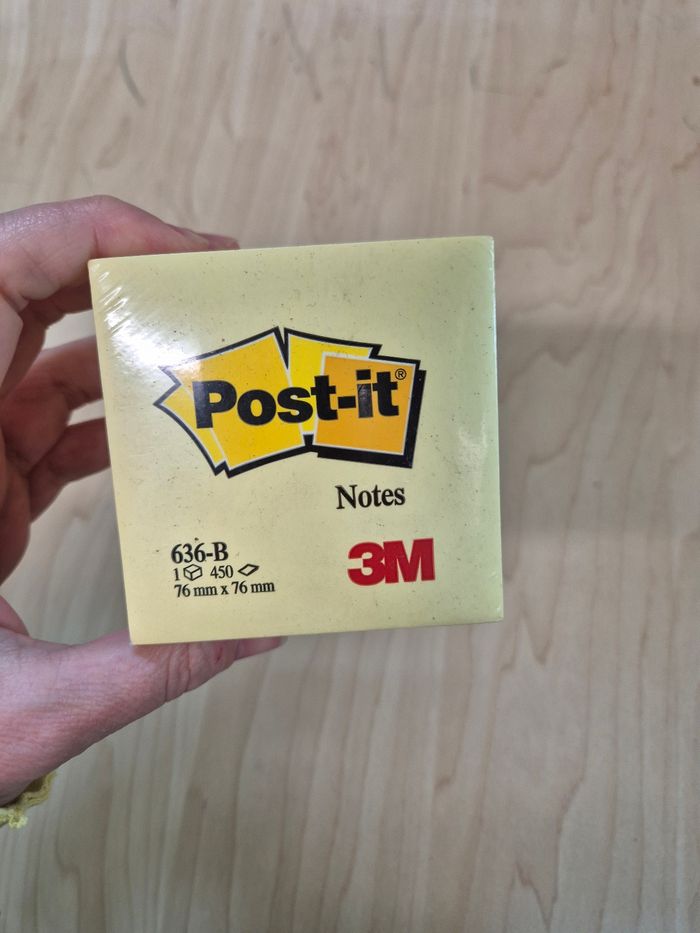 Post-it®
Notes
636-B
1 450
76 mm x 76 mm
3M